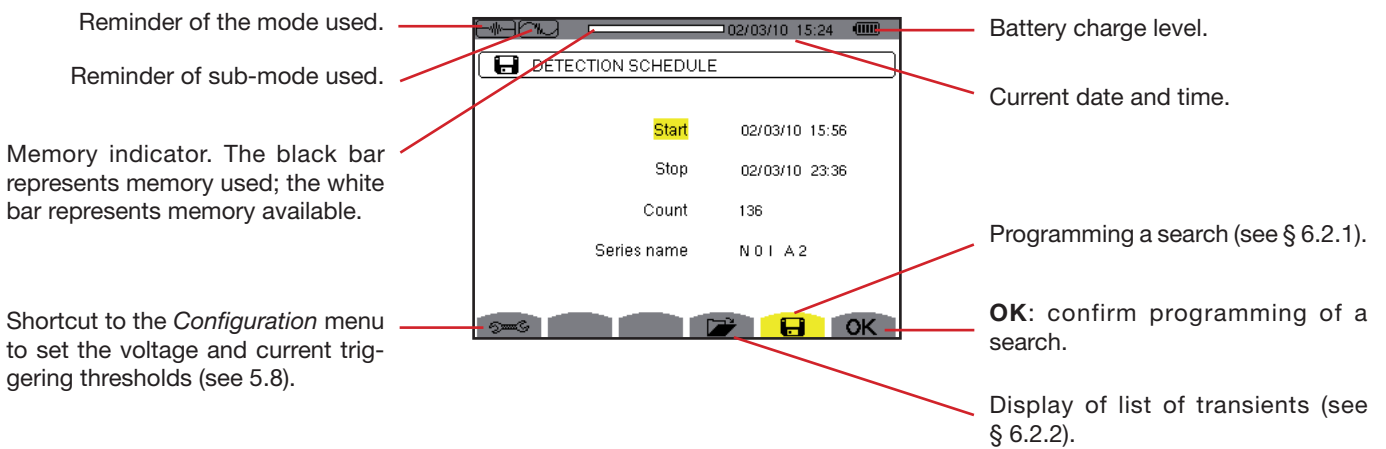 Reminder of the mode used.
Reminder of sub-mode used.
Memory indicator. The black bar
represents memory used; the white
bar represents memory available.
Shortcut to the Configuration menu
to set the voltage and current trig-
gering thresholds (see 5.8).
02/03/10 15:24
DETECTION SCHEDULE
Start 02/03/10 15:56
Stop 02/03/10 23:36
Count 136
Series name N 0 I A 2
OK
Battery charge level.
Current date and time.
Programming a search (see § 6.2.1).
OK: confirm programming of a
search.
Display of list of transients (see
§ 6.2.2).